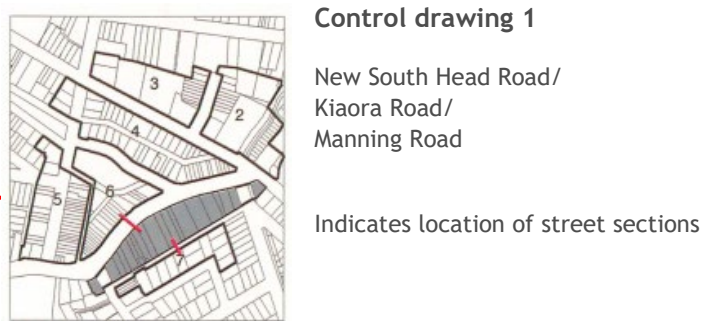 Control drawing 1
New South Head Road/
Kiaora Road/
Manning Road
Indicates location of street sections
3
2
4
5
6
7